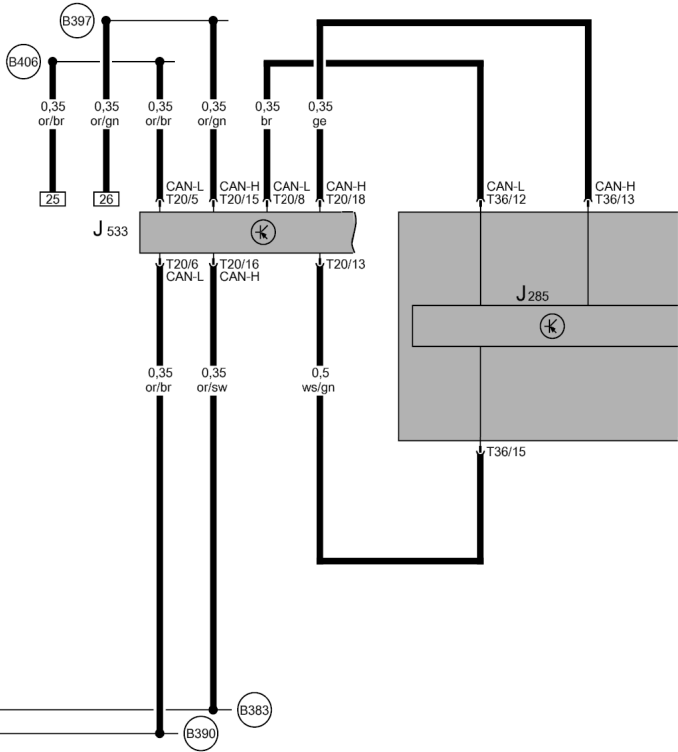 B397
B406
0,35 0,35 0,35 0,35 0,35 0,35
or/br or/gn or/br or/gn br ge
CAN-L CAN-H CAN-L CAN-H CAN-L CAN-H
25 26 T20/5 T20/15 T20/8 T20/18 T36/12 T36/13
J 533
T20/6 T20/16 T20/13
CAN-L CAN-H
J 285
0,35 0,35 0,5
or/br or/sw ws/gn
T36/15
B383
B390